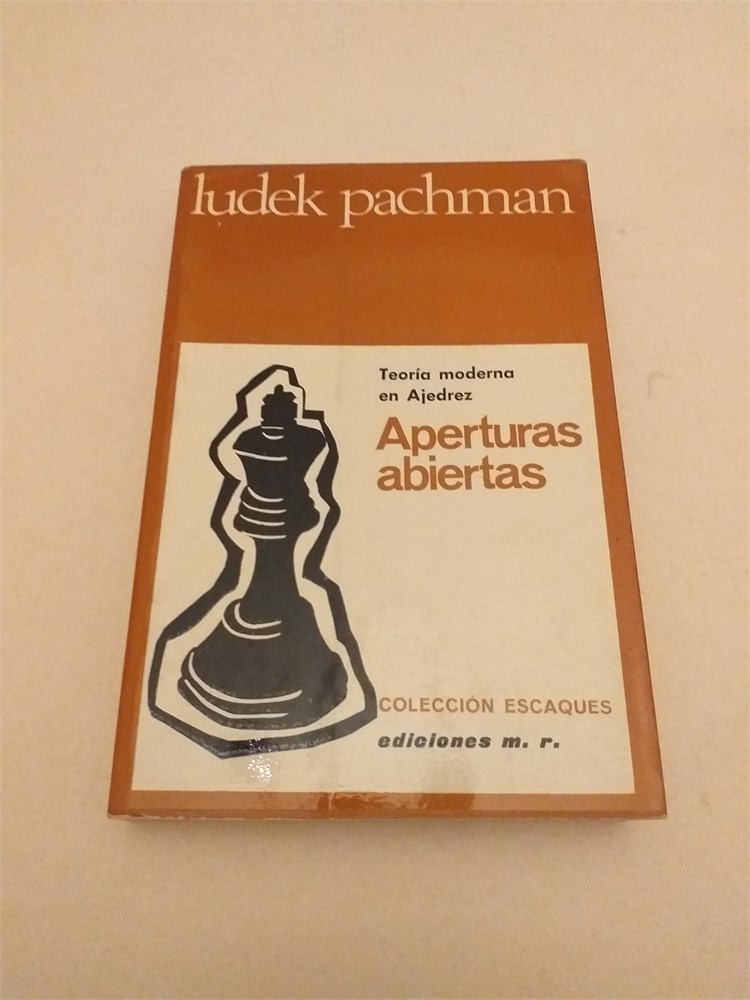 ludek pachman
Teoría moderna
en Ajedrez
Aperturas
abiertas
COLECCIÓN ESCAQUES
ediciones m. r.